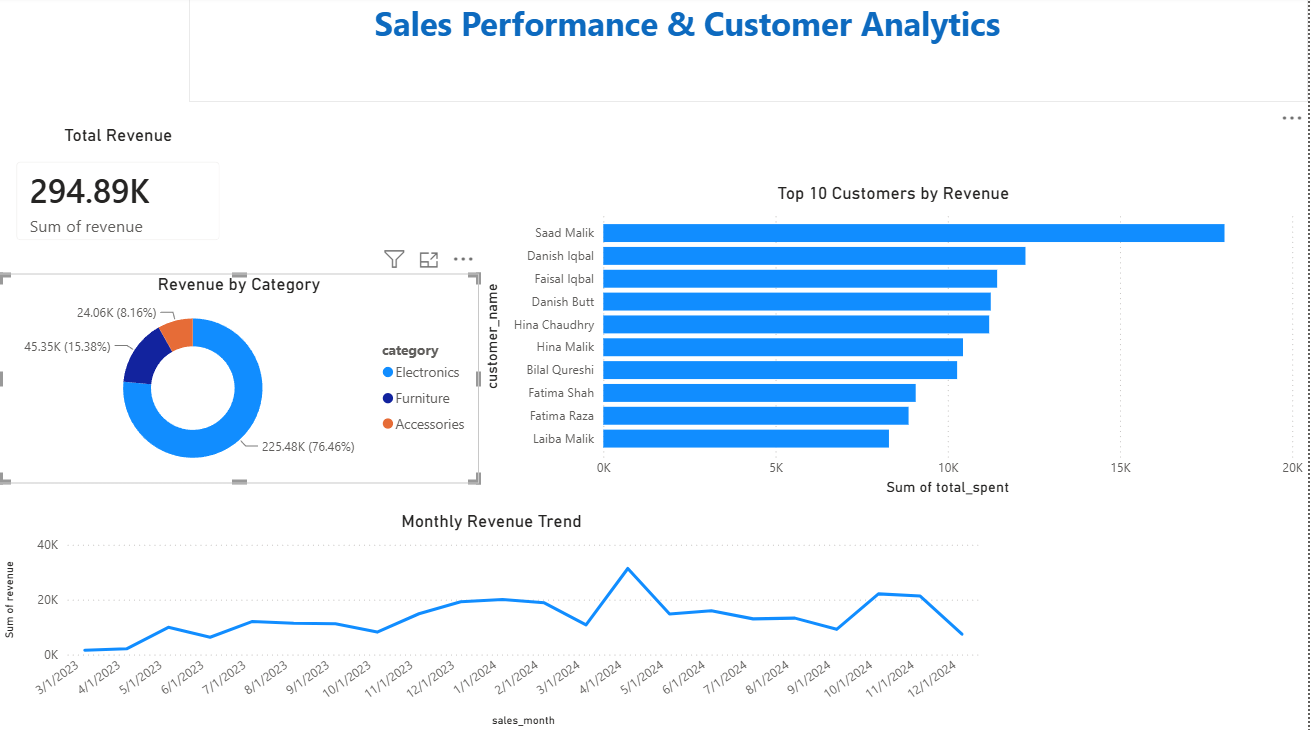 Sales Performance & Customer Analytics
Total Revenue
294.89K
Sum of revenue
Revenue by Category
24.06K (8.16%)
45.35K (15.38%)
225.48K (76.46%)
category
Electronics
Furniture
Accessories
Top 10 Customers by Revenue
customer_name
Saad Malik
Danish Iqbal
Faisal Iqbal
Danish Butt
Hina Chaudhry
Hina Malik
Bilal Qureshi
Fatima Shah
Fatima Raza
Laiba Malik
0K 5K 10K 15K 20K
Sum of total_spent
Monthly Revenue Trend
Sum of revenue
40K
20K
0K
3/1/2023 4/1/2023 5/1/2023 6/1/2023 7/1/2023 8/1/2023 9/1/2023 10/1/2023 11/1/2023 12/1/2023 1/1/2024 2/1/2024 3/1/2024 4/1/2024 5/1/2024 6/1/2024 7/1/2024 8/1/2024 9/1/2024 10/1/2024 11/1/2024 12/1/2024
sales_month